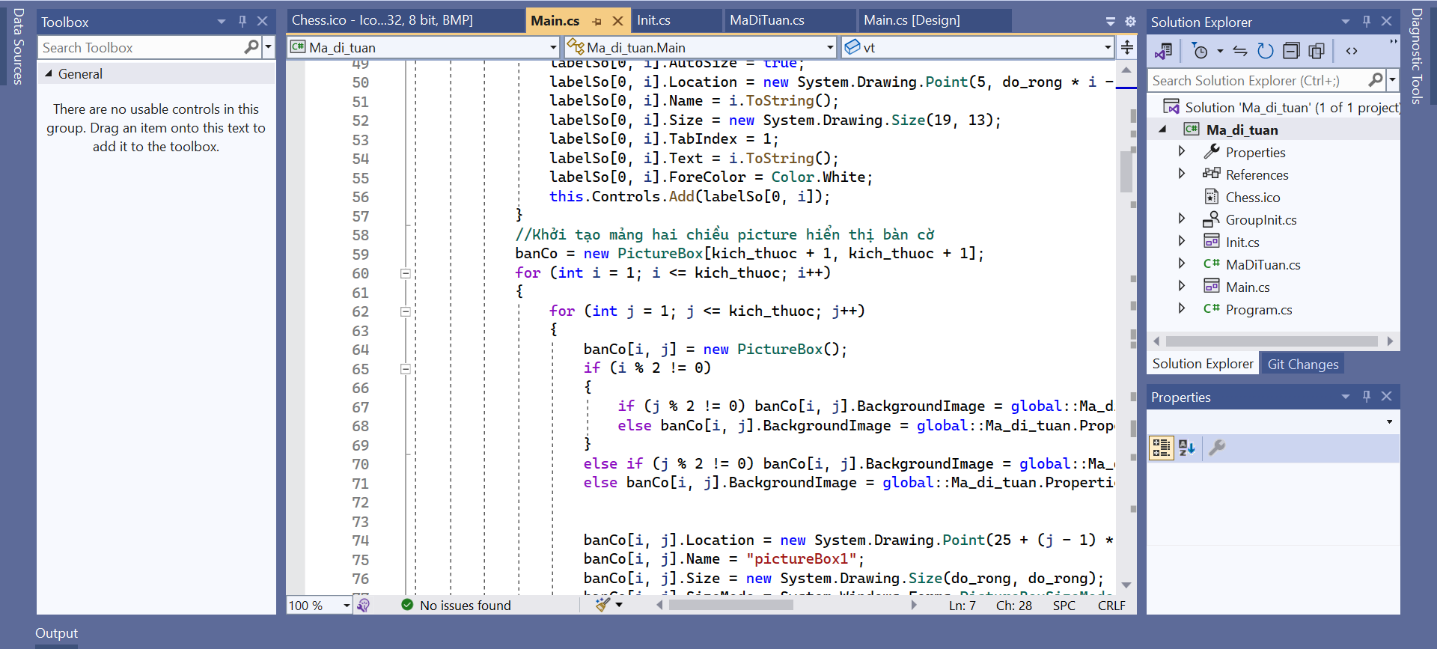 Data Sources
Toolbox
Search Toolbox
General
There are no usable controls in this
group. Drag an item onto this text to
add it to the toolbox.
Chess.ico - Ico...32, 8 bit, BMP]
Main.cs
Init.cs
MaDiTuan.cs
Main.cs [Design]
C# Ma_di_tuan
Ma_di_tuan.Main
vt
49 labelSo[0, i].AutoSize = true;
50 labelSo[0, i].Location = new System.Drawing.Point(5, do_rong * i -
51 labelSo[0, i].Name = i.ToString();
52 labelSo[0, i].Size = new System.Drawing.Size(19, 13);
53 labelSo[0, i].TabIndex = 1;
54 labelSo[0, i].Text = i.ToString();
55 labelSo[0, i].ForeColor = Color.White;
56 this.Controls.Add(labelSo[0, i]);
57 }
58 //Khởi tạo mảng hai chiều picture hiển thị bàn cờ
59 banCo = new PictureBox[kich_thuoc + 1, kich_thuoc + 1];
60 for (int i = 1; i <= kich_thuoc; i++)
61 {
62 for (int j = 1; j <= kich_thuoc; j++)
63 {
64 banCo[i, j] = new PictureBox();
65 if (i % 2 != 0)
66 {
67 if (j % 2 != 0) banCo[i, j].BackgroundImage = global::Ma_d
68 else banCo[i, j].BackgroundImage = global::Ma_di_tuan.Prop
69 }
70 else if (j % 2 != 0) banCo[i, j].BackgroundImage = global::Ma_
71 else banCo[i, j].BackgroundImage = global::Ma_di_tuan.Properti
72
73
74 banCo[i, j].Location = new System.Drawing.Point(25 + (j - 1) *
75 banCo[i, j].Name = "pictureBox1";
76 banCo[i, j].Size = new System.Drawing.Size(do_rong, do_rong);
100 %
No issues found
Ln: 7 Ch: 28 SPC CRLF
Output
Solution Explorer
Search Solution Explorer (Ctrl+;)
Solution 'Ma_di_tuan' (1 of 1 project
C# Ma_di_tuan
Properties
References
Chess.ico
GroupInit.cs
Init.cs
C# MaDiTuan.cs
Main.cs
C# Program.cs
Solution Explorer
Git Changes
Properties
Diagnostic Tools